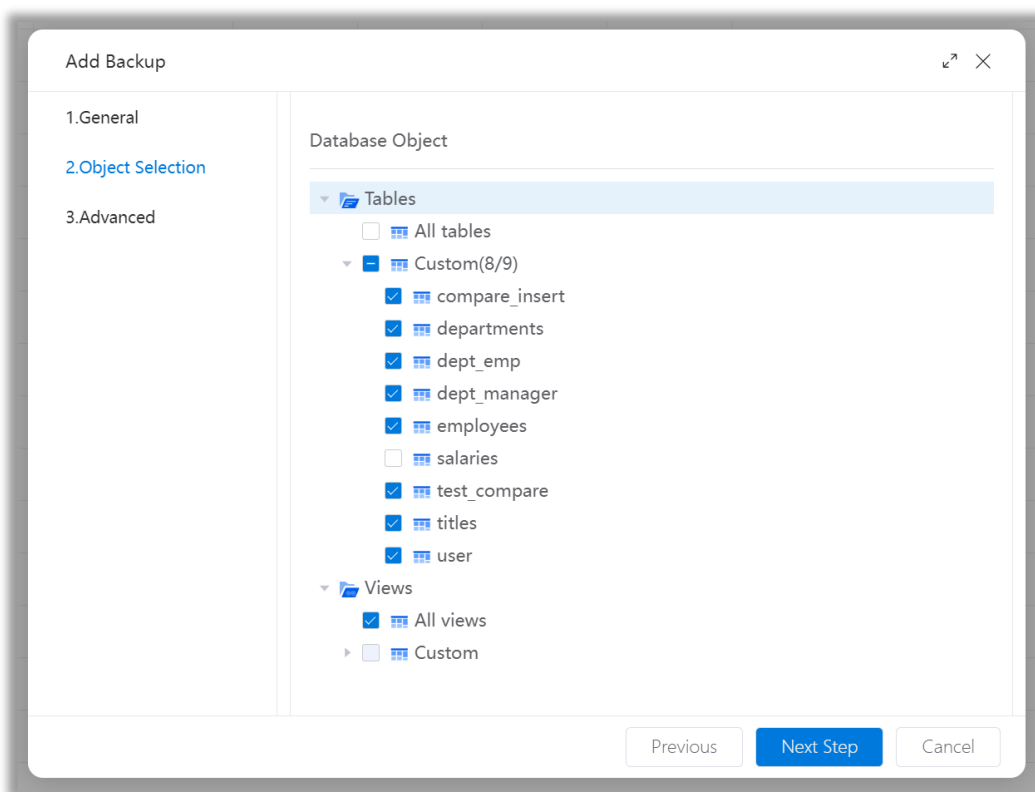 Add Backup
1.General
2.Object Selection
3.Advanced
Database Object
Tables
All tables
Custom(8/9)
compare_insert
departments
dept_emp
dept_manager
employees
salaries
test_compare
titles
user
Views
All views
Custom
Previous
Next Step
Cancel